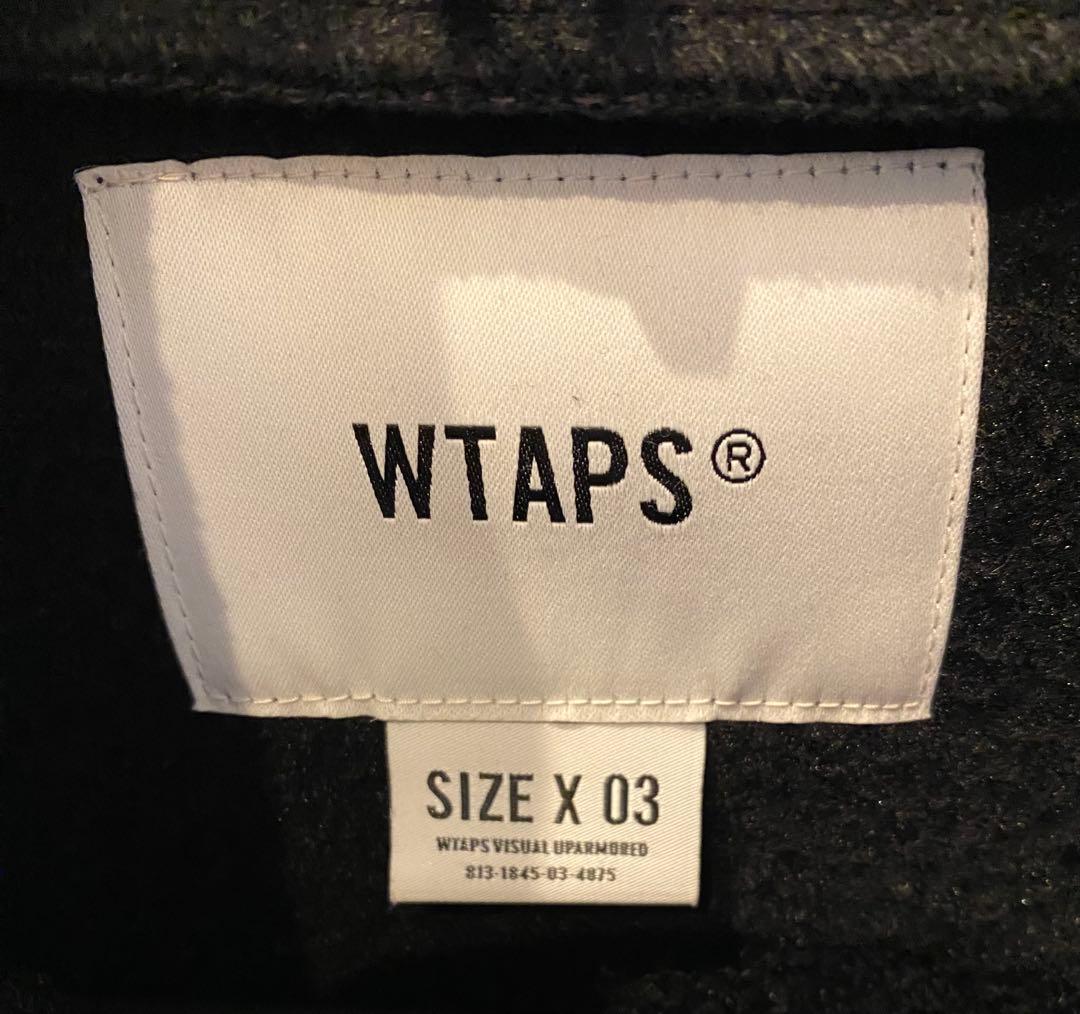 WTAPS®
SIZE X 03
WTAPS VISUAL UPARMORED
813-1845-03-4875